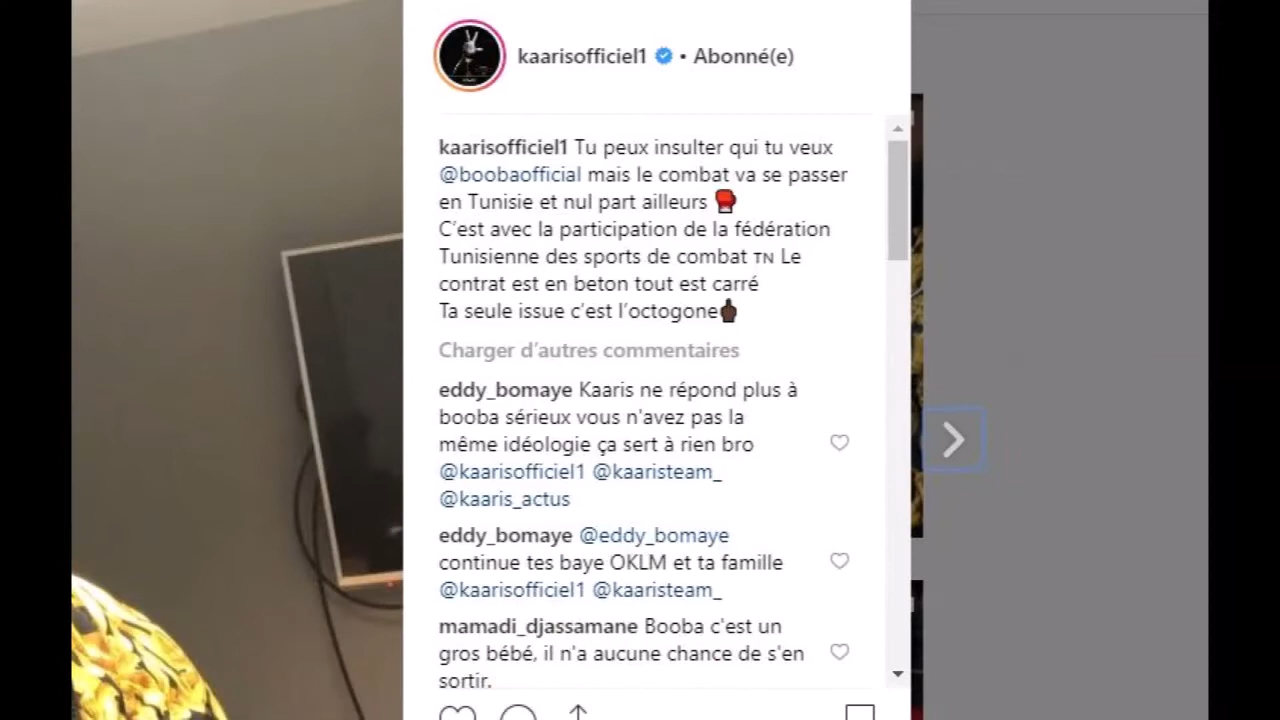 kaarisofficiel1 • Abonné(e)
kaarisofficiel1 Tu peux insulter qui tu veux
@boobaofficial mais le combat va se passer
en Tunisie et nul part ailleurs 🥊
C’est avec la participation de la fédération
Tunisienne des sports de combat TN Le
contrat est en beton tout est carré
Ta seule issue c’est l’octogone🖕🏿
Charger d’autres commentaires
eddy_bomaye Kaaris ne répond plus à
booba sérieux vous n'avez pas la
même idéologie ça sert à rien bro
@kaarisofficiel1 @kaaristeam_
@kaaris_actus
eddy_bomaye @eddy_bomaye
continue tes baye OKLM et ta famille
@kaarisofficiel1 @kaaristeam_
mamadi_djassamane Booba c'est un
gros bébé, il n'a aucune chance de s'en
sortir.